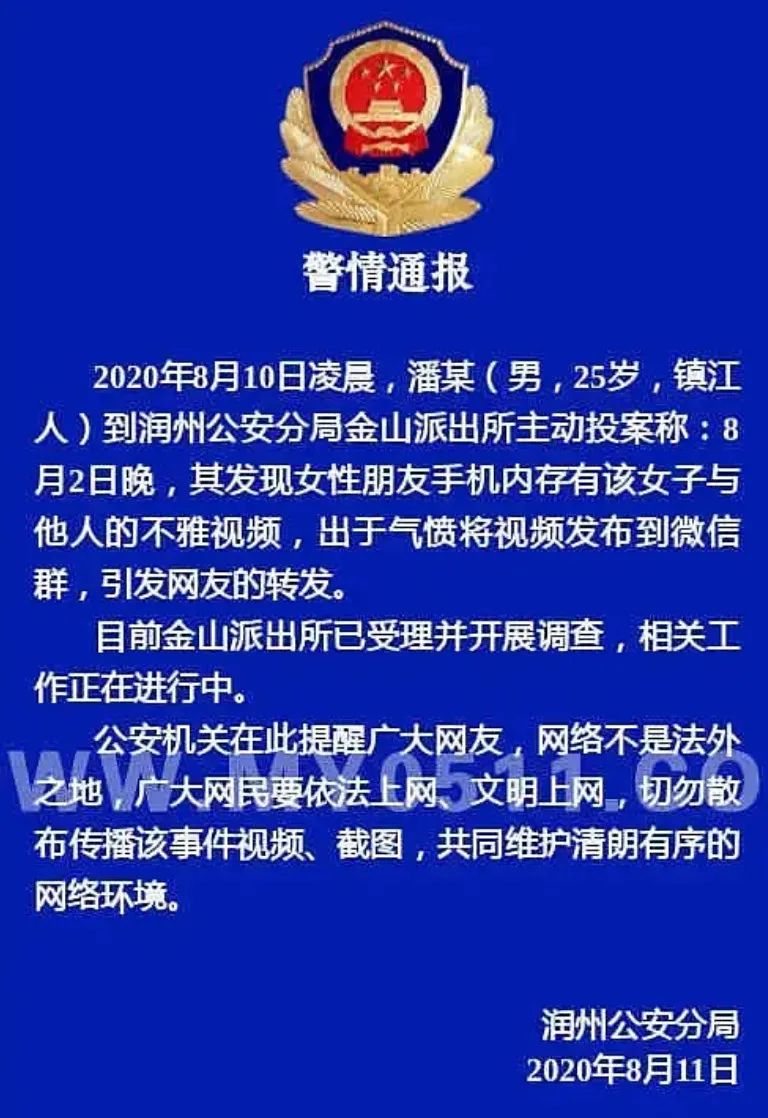 警情通报
2020年8月10日凌晨，潘某（男，25岁，镇江
人）到润州公安分局金山派出所主动投案称：8
月2日晚，其发现女性朋友手机内存有该女子与
他人的不雅视频，出于气愤将视频发布到微信
群，引发网友的转发。
目前金山派出所已受理并开展调查，相关工
作正在进行中。
公安机关在此提醒广大网友，网络不是法外
WW.MY0511.CO
之地，广大网民要依法上网、文明上网，切勿散
布传播该事件视频、截图，共同维护清朗有序的
网络环境。
润州公安分局
2020年8月11日